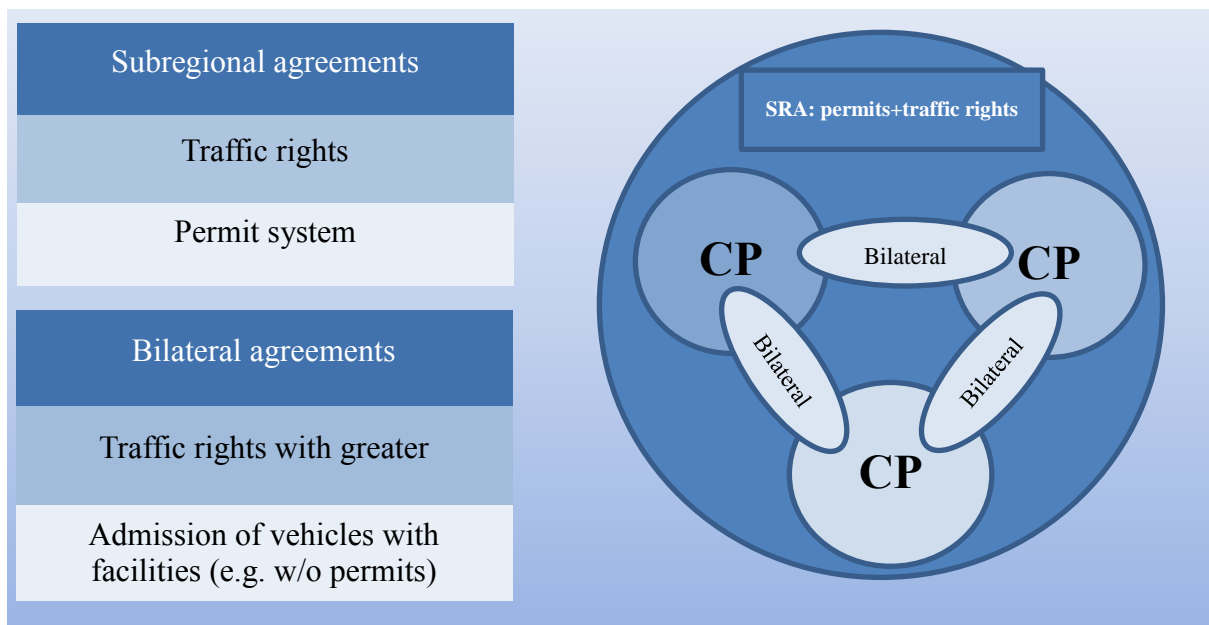 Subregional agreements
Traffic rights
Permit system
Bilateral agreements
Traffic rights with greater
Admission of vehicles with
facilities (e.g. w/o permits)
SRA: permits+traffic rights
CP
Bilateral
CP
Bilateral
Bilateral
CP